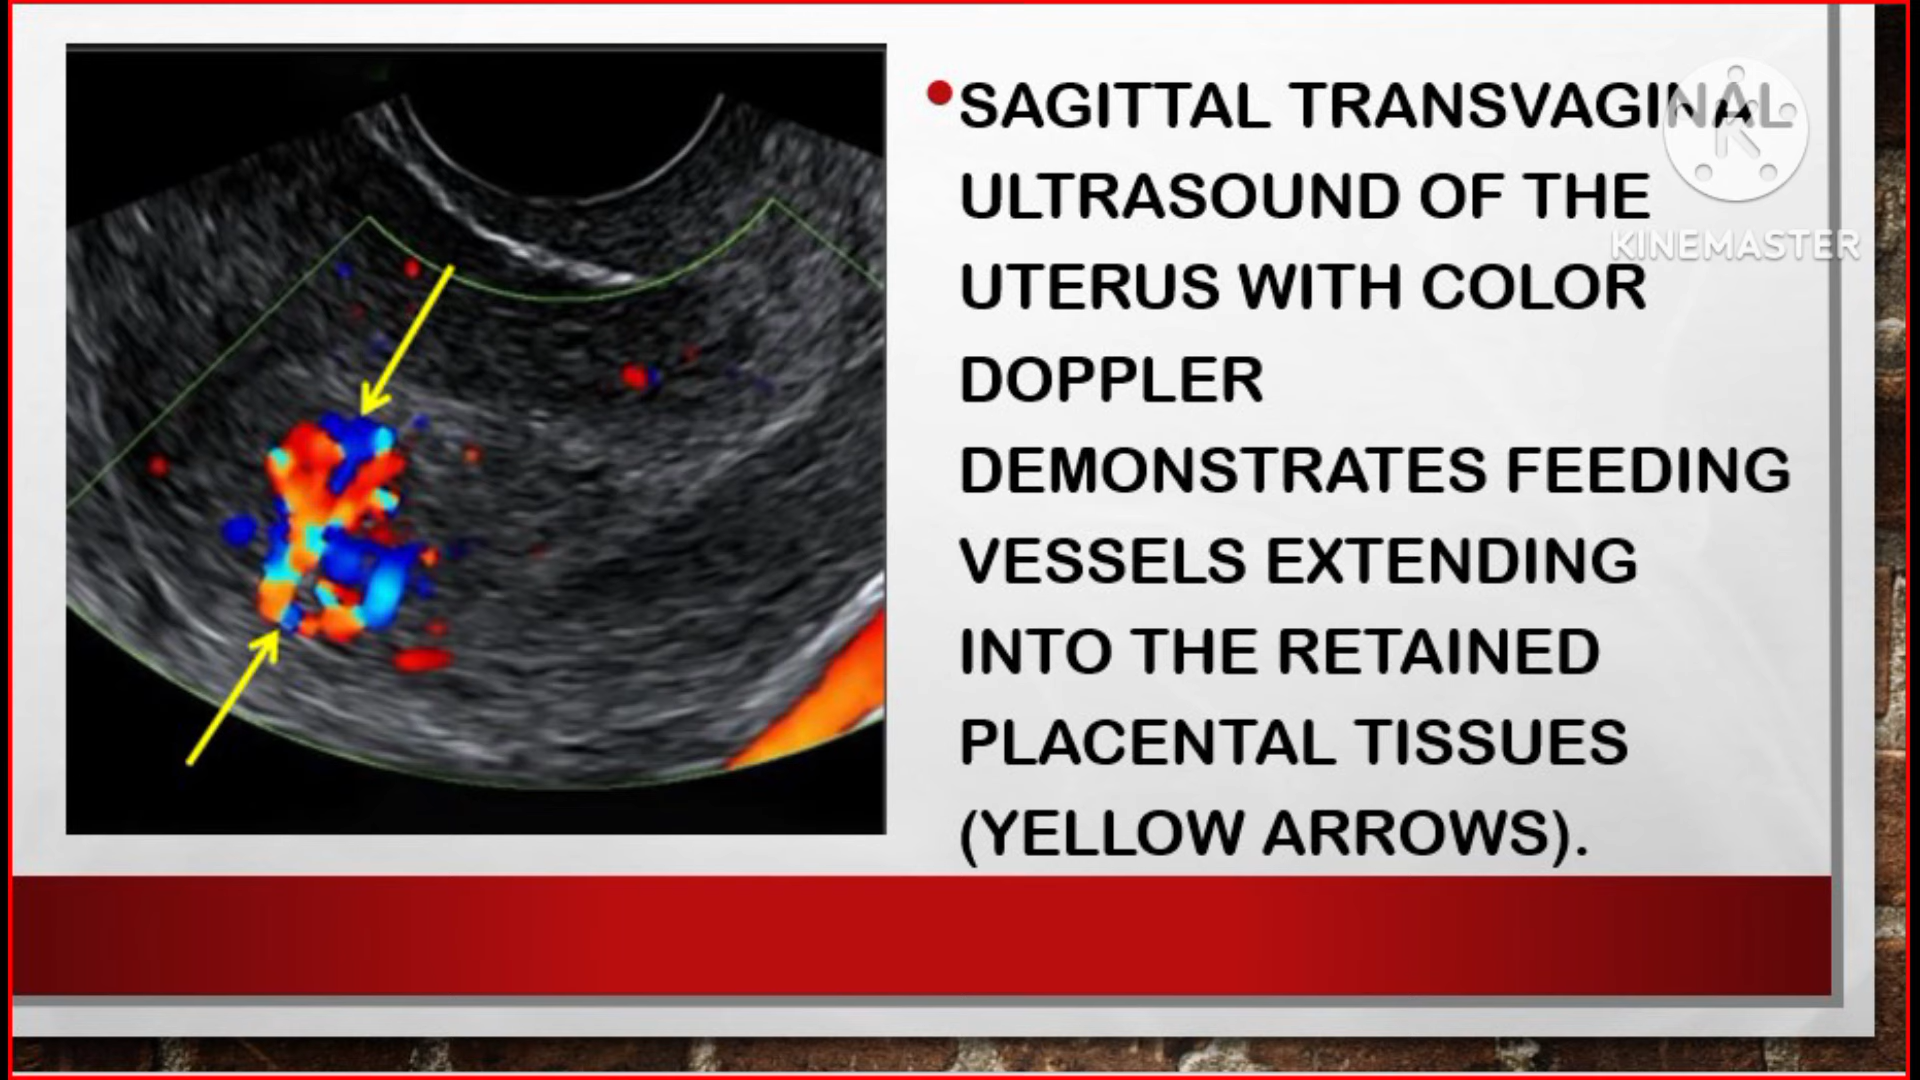 SAGITTAL TRANSVAGINAL
ULTRASOUND OF THE
UTERUS WITH COLOR
DOPPLER
DEMONSTRATES FEEDING
VESSELS EXTENDING
INTO THE RETAINED
PLACENTAL TISSUES
(YELLOW ARROWS).
K
KINEMASTER